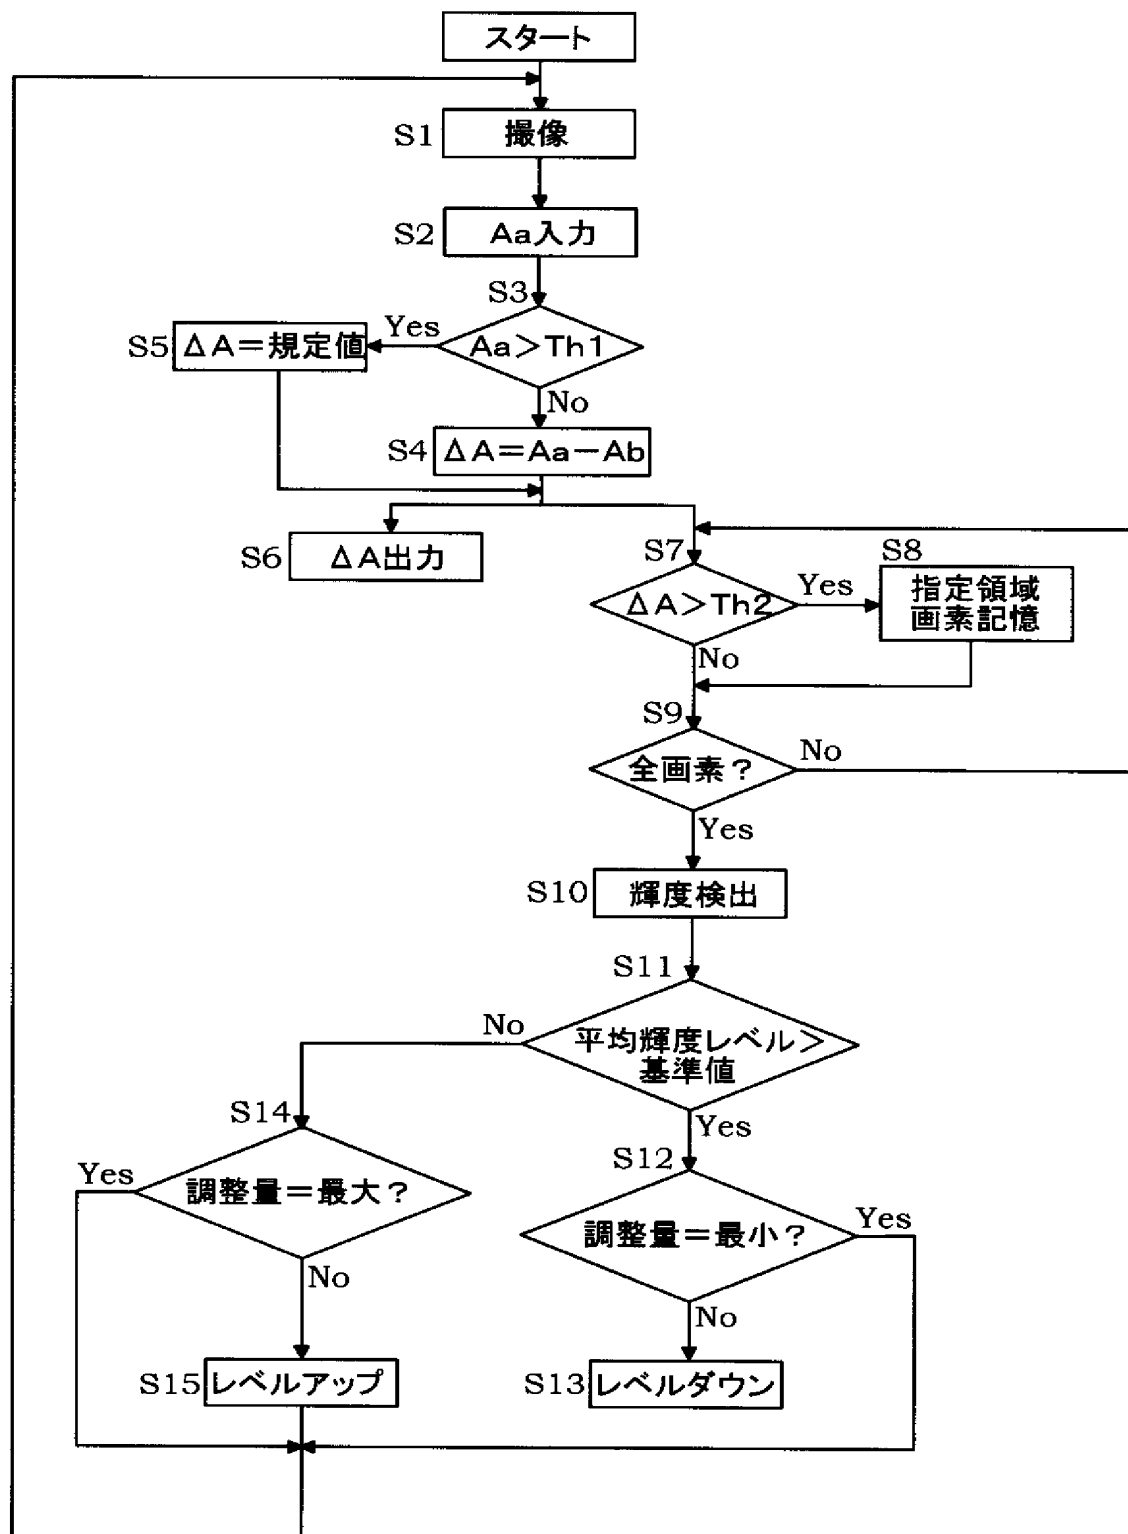 スタート
S1
撮像
S2
Aa入力
S3
Aa＞Th1
Yes
No
S5
ΔA＝規定値
S4
ΔA＝Aa－Ab
S6
ΔA出力
S7
ΔA＞Th2
Yes
No
S8
指定領域
画素記憶
S9
全画素？
No
Yes
S10
輝度検出
S11
平均輝度レベル＞
基準値
No
Yes
S14
調整量＝最大？
Yes
No
S12
調整量＝最小？
Yes
No
S15
レベルアップ
S13
レベルダウン